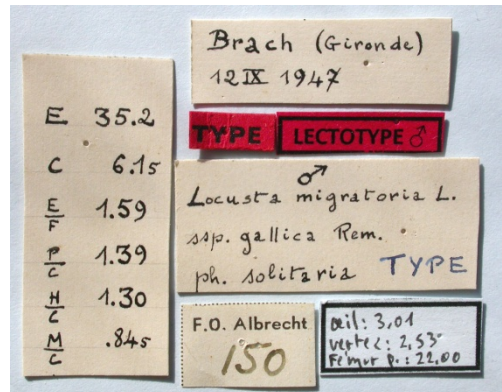 E 35.2
C 6.15
E/F 1.59
P/C 1.39
H/C 1.30
M/C .845
Brach (Gironde)
12 IX 1947
TYPE
LECTOTYPE ♂
♂
Locusta migratoria L.
ssp. gallica Rem.
ph. solitaria
TYPE
F.O. Albrecht
150
œil: 3,01
vertex: 2,53
Fémur p.: 22,00